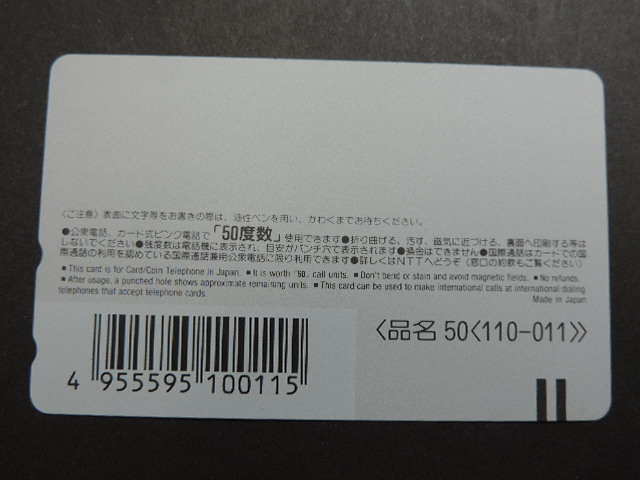 〈ご注意〉表面に文字等をお書きの際は、油性ペンを用い、かわくまでお待ちください。
●公衆電話、カード式ピンク電話で「50度数」使用できます●折り曲げる、汚す、磁気に近づける、裏面へ印刷する等は
しないでください●残度数は電話機に表示され、目安がパンチ穴で表示されます●換金はできません●国際通話はカードでの国
際通話の利用を認めている国際通話兼用公衆電話に限り利用できます●詳しくはNTTへどうぞ（窓口の約款もご覧ください）
■ This card is for Card/Coin Telephone in Japan. ■ It is worth "50" call units. ■ Don't bend or stain and avoid magnetic fields. ■ No refunds.
■ After usage, a punched hole shows approximate remaining units. ■ This card can be used to make international calls at international dialing
telephones that accept telephone cards.
Made in Japan
〈品名 50〈110-011〉〉
4 955595 100115